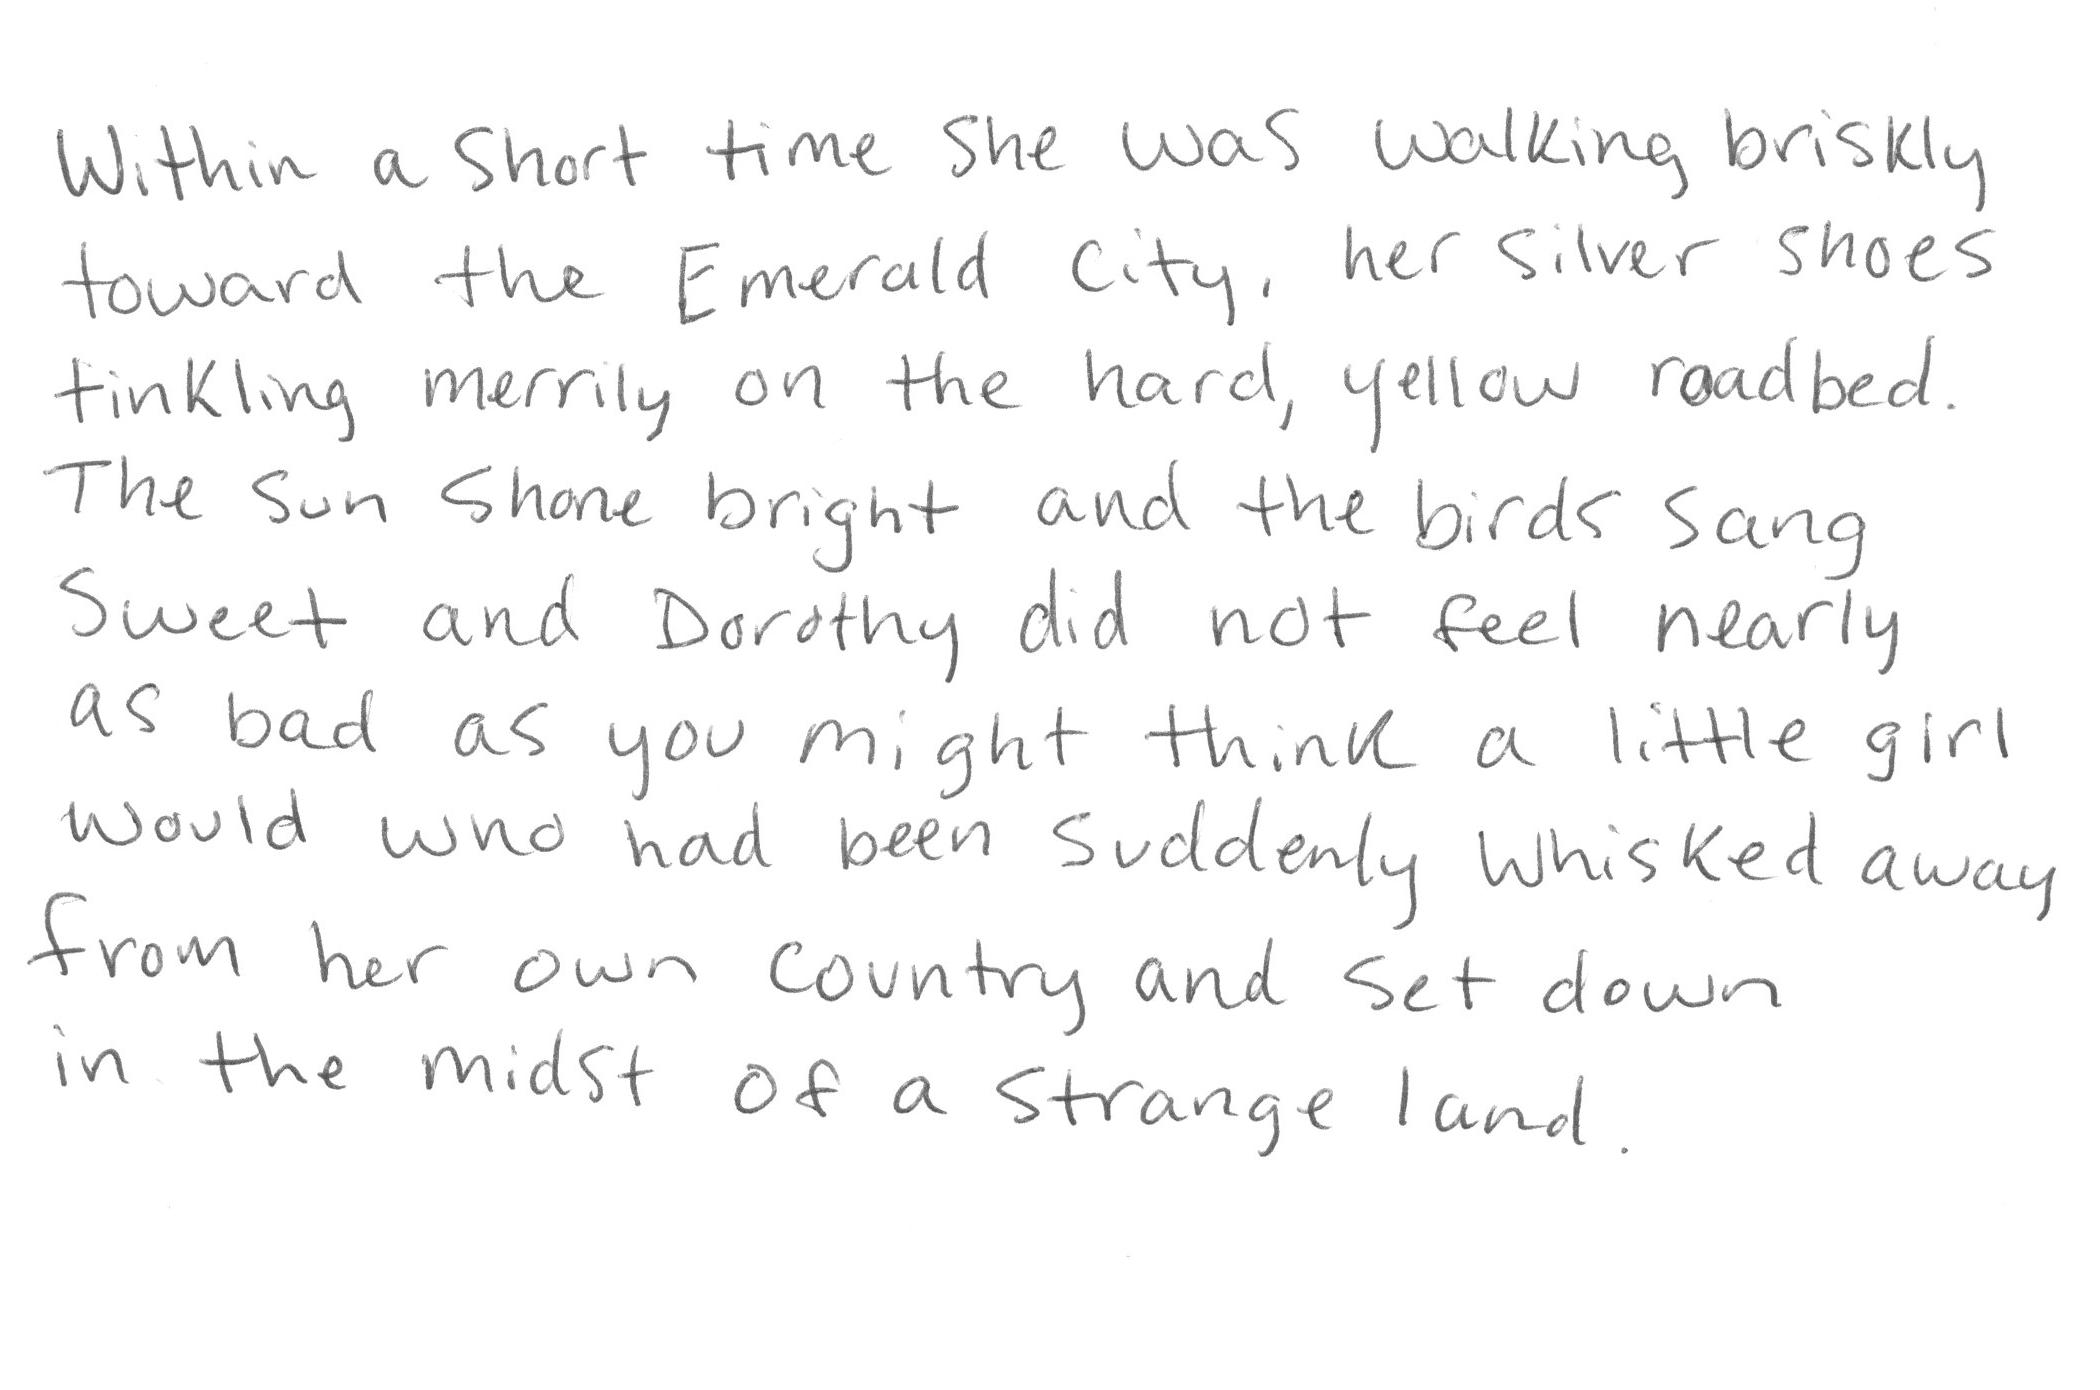 Within a short time she was walking briskly
toward the Emerald City, her silver shoes
tinkling merrily on the hard, yellow roadbed.
The sun shone bright and the birds sang
sweet and Dorothy did not feel nearly
as bad as you might think a little girl
would who had been suddenly whisked away
from her own country and set down
in the midst of a strange land.